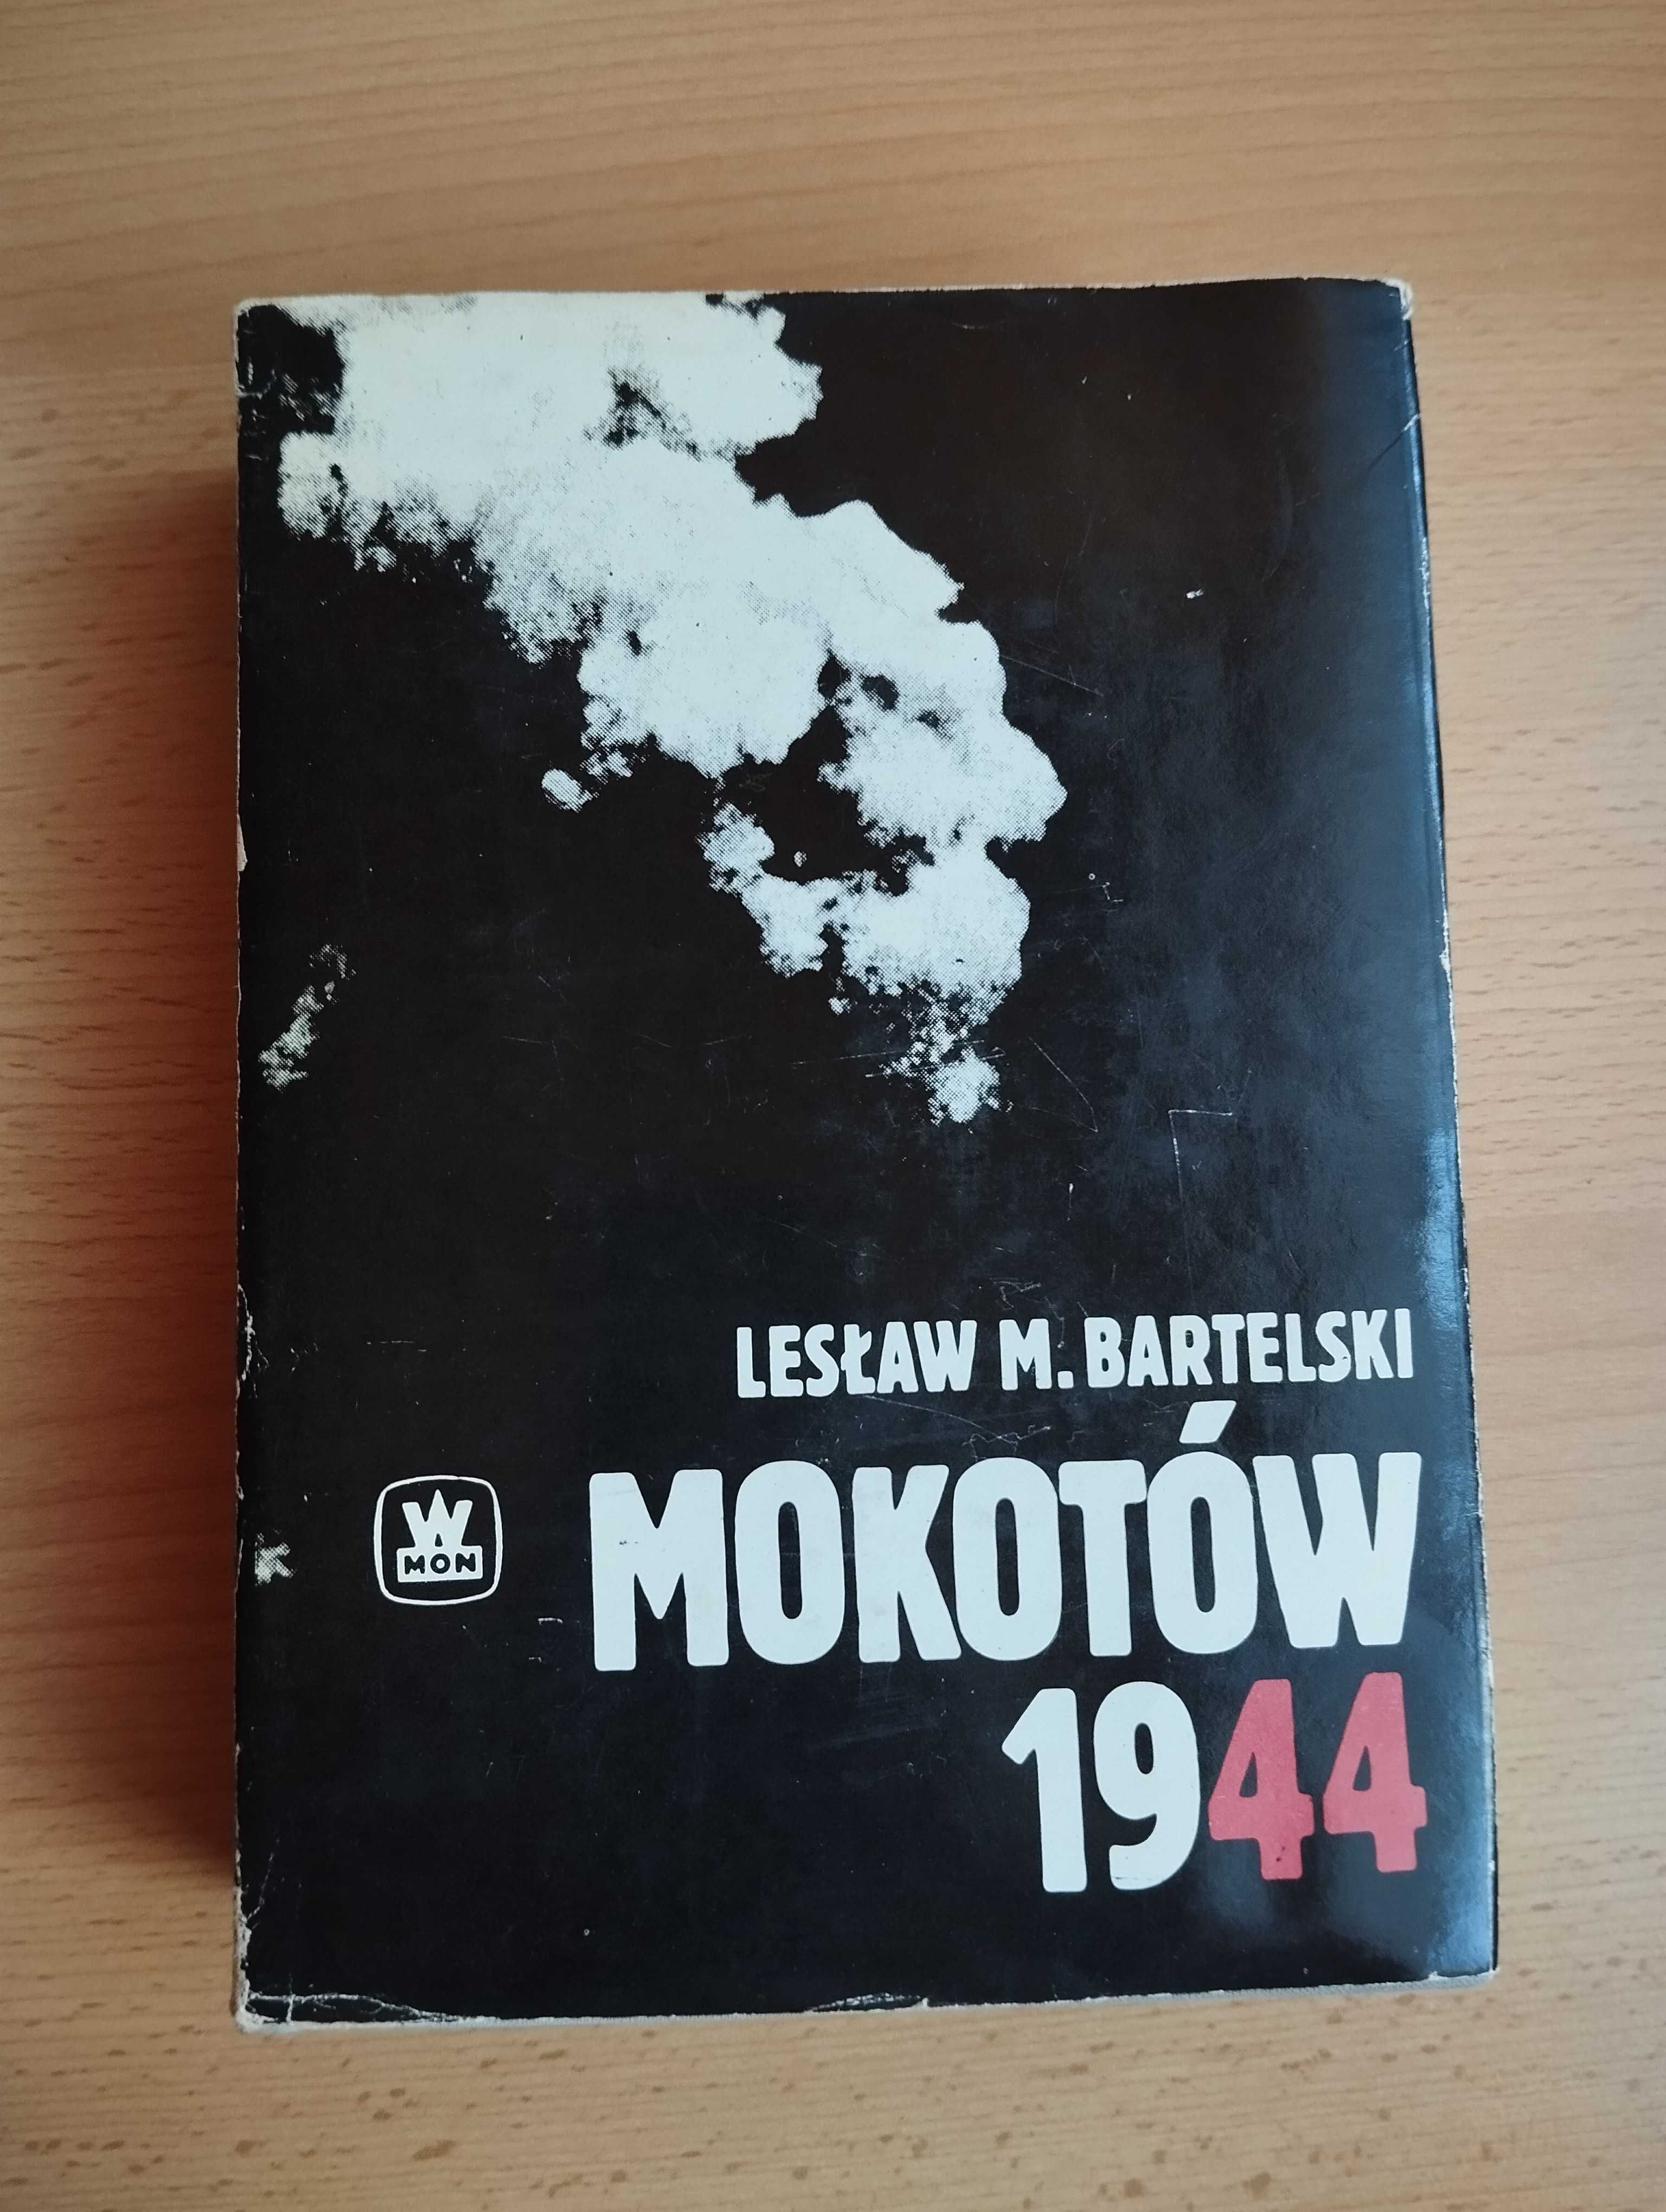 LESŁAW M. BARTELSKI
MOKOTÓW
1944
W
MON